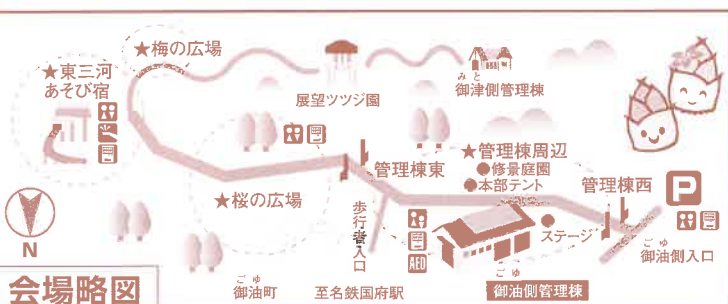 ★梅の広場
★東三河
あそび宿
展望ツツジ園
みと
御津側管理棟
管理棟東
★管理棟周辺
●修景庭園
●本部テント
管理棟西
P
★桜の広場
歩行者入口
AED
ステージ
ごゆ
御油側入口
N
会場略図
ごゆ
御油町
至名鉄国府駅
ごゆ
御油側管理棟